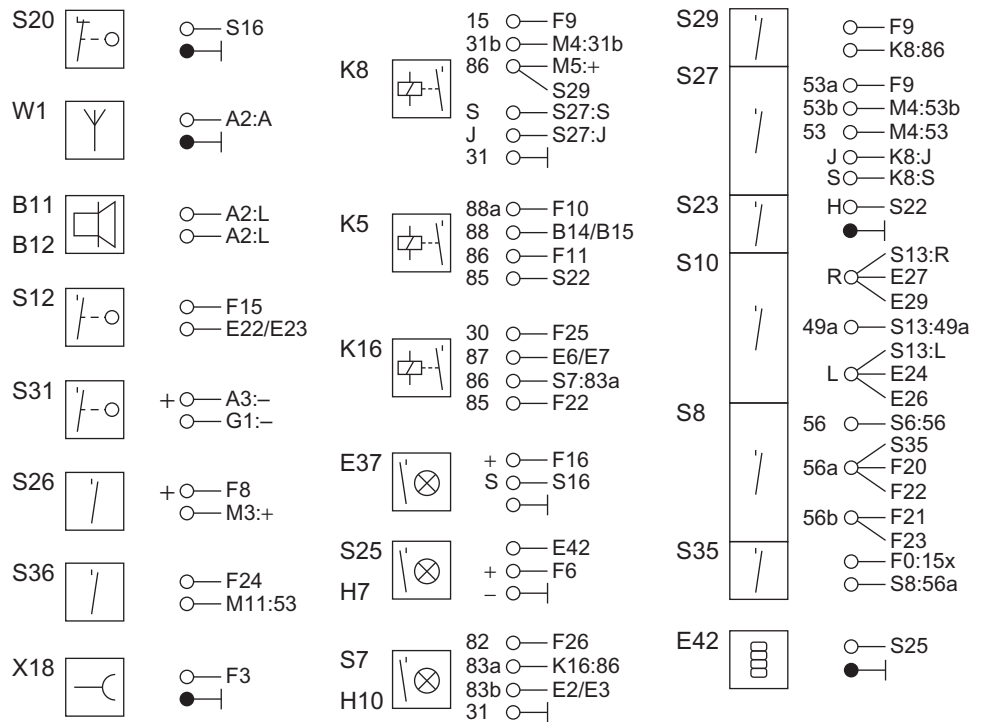 S20
S16
W1
A2:A
B11
B12
A2:L
A2:L
S12
F15
E22/E23
S31
+ A3:–
G1:–
S26
+ F8
M3:+
S36
F24
M11:53
X18
F3
K8
15 F9
31b M4:31b
86 M5:+
S29
S S27:S
J S27:J
31
K5
88a F10
88 B14/B15
86 F11
85 S22
K16
30 F25
87 E6/E7
86 S7:83a
85 F22
E37
+ F16
S S16
S25
H7
E42
+ F6
–
S7
H10
82 F26
83a K16:86
83b E2/E3
31
S29
F9
K8:86
S27
53a F9
53b M4:53b
53 M4:53
J K8:J
S K8:S
S23
H S22
S10
S13:R
R E27
E29
49a S13:49a
S13:L
L E24
E26
S8
56 S6:56
S35
56a F20
F22
56b F21
F23
S35
F0:15x
S8:56a
E42
S25